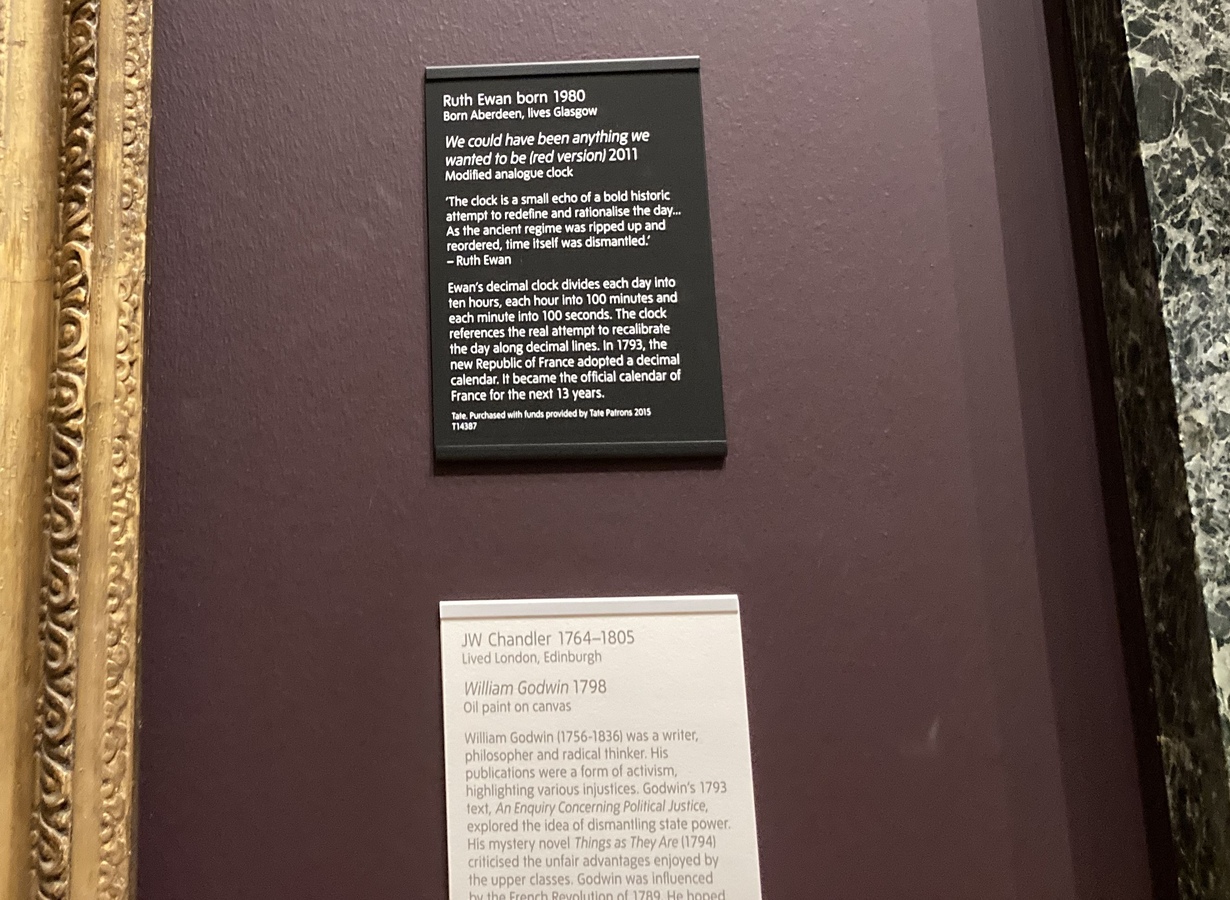 Ruth Ewan born 1980
Born Aberdeen, lives Glasgow
We could have been anything we
wanted to be (red version) 2011
Modified analogue clock
'The clock is a small echo of a bold historic
attempt to redefine and rationalise the day...
As the ancient regime was ripped up and
reordered, time itself was dismantled.'
– Ruth Ewan
Ewan's decimal clock divides each day into
ten hours, each hour into 100 minutes and
each minute into 100 seconds. The clock
references the real attempt to recalibrate
the day along decimal lines. In 1793, the
new Republic of France adopted a decimal
calendar. It became the official calendar of
France for the next 13 years.
Tate. Purchased with funds provided by Tate Patrons 2015
T14387
JW Chandler 1764–1805
Lived London, Edinburgh
William Godwin 1798
Oil paint on canvas
William Godwin (1756-1836) was a writer,
philosopher and radical thinker. His
publications were a form of activism,
highlighting various injustices. Godwin's 1793
text, An Enquiry Concerning Political Justice,
explored the idea of dismantling state power.
His mystery novel Things as They Are (1794)
criticised the unfair advantages enjoyed by
the upper classes. Godwin was influenced
by the French Revolution of 1789. He hoped